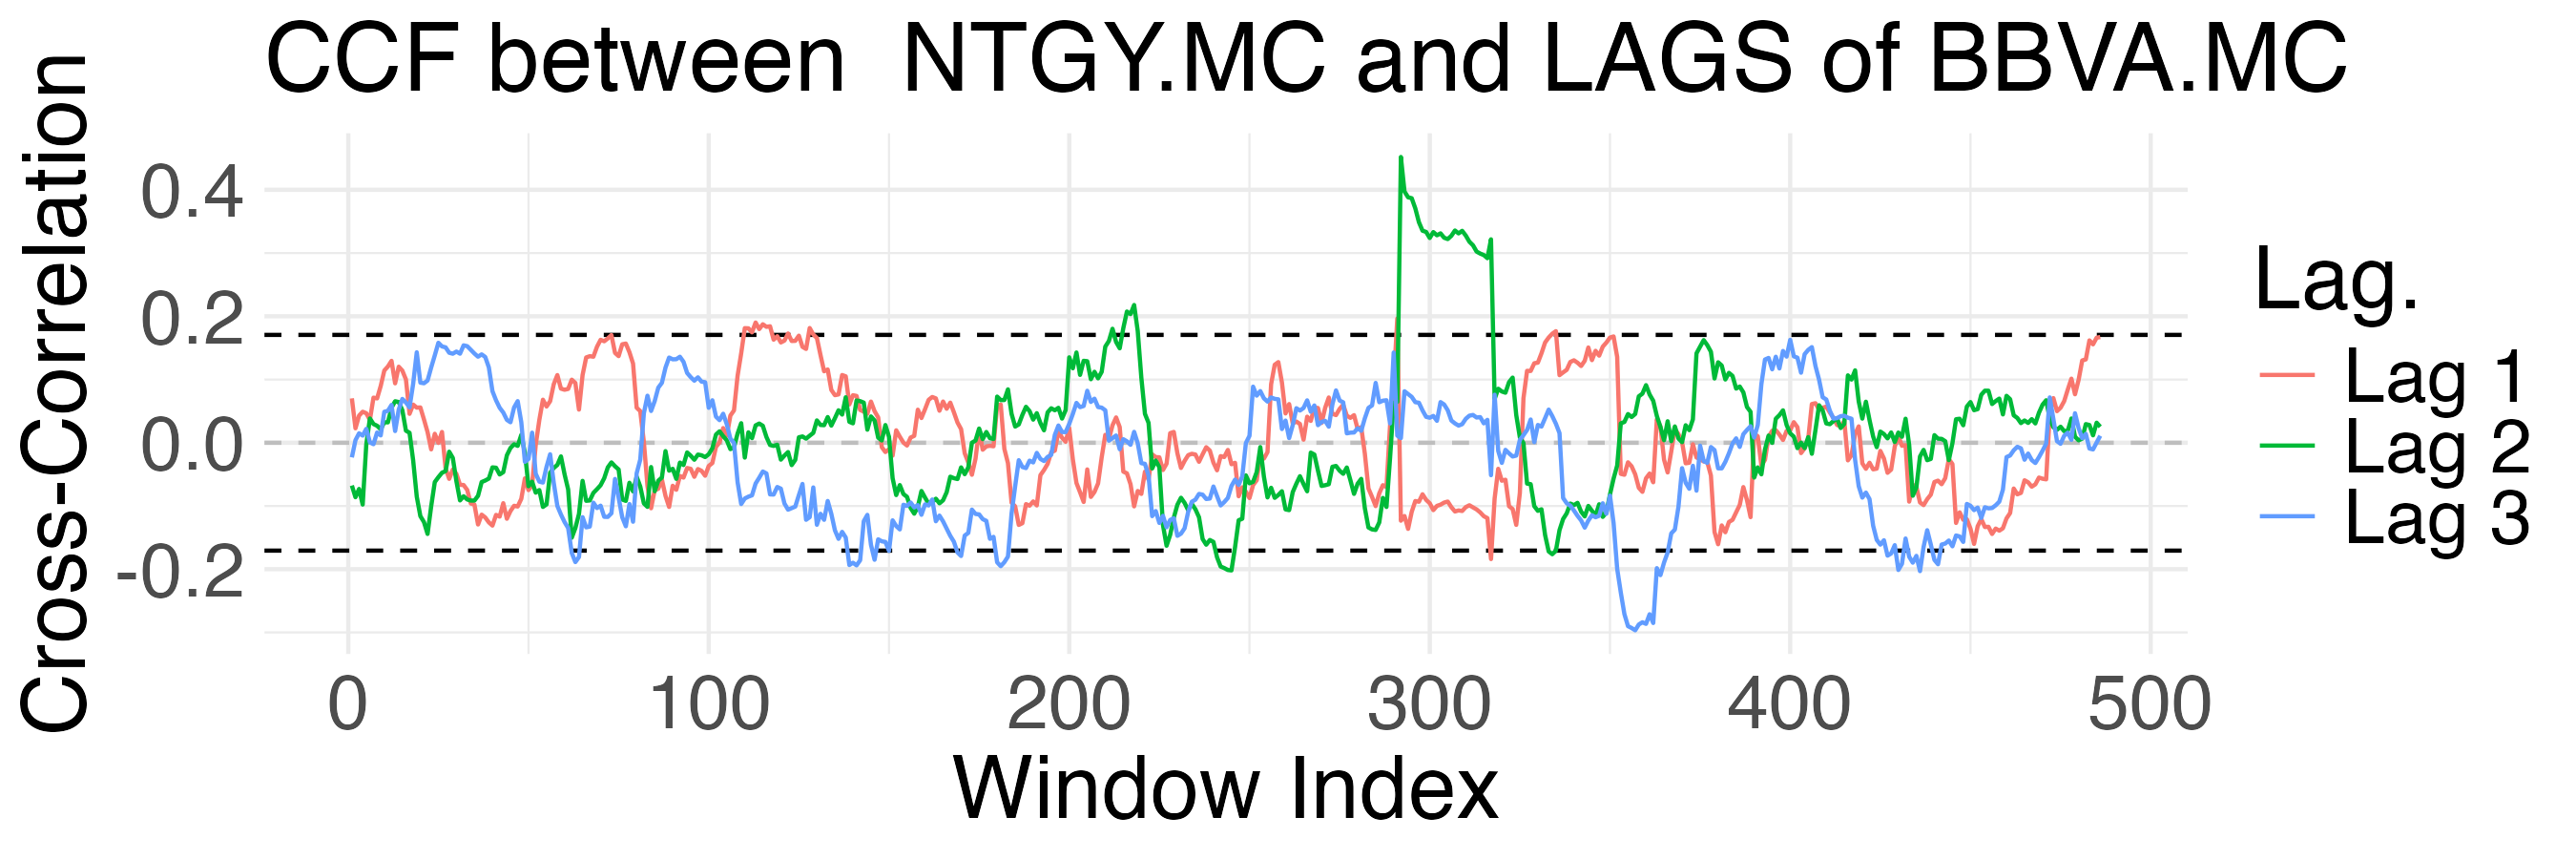 CCF between  NTGY.MC and LAGS of BBVA.MC
Cross-Correlation
0.4
0.2
0.0
-0.2
0 100 200 300 400 500
Window Index
Lag.
Lag 1
Lag 2
Lag 3